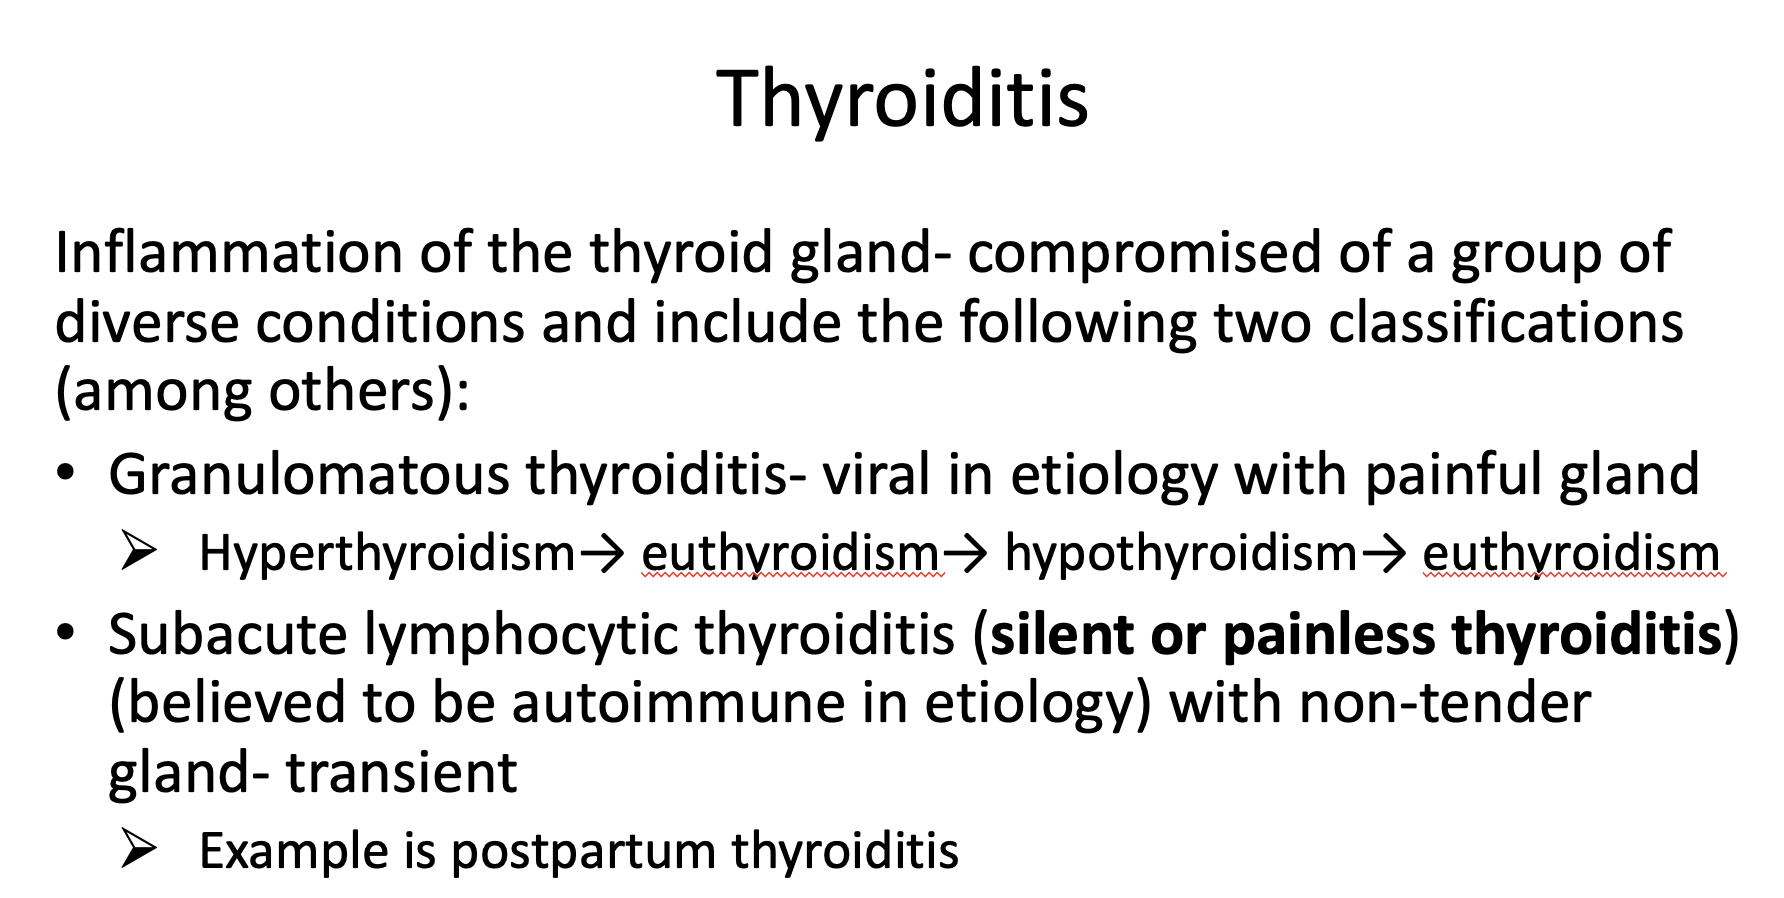 Thyroiditis
Inflammation of the thyroid gland- compromised of a group of
diverse conditions and include the following two classifications
(among others):
• Granulomatous thyroiditis- viral in etiology with painful gland
➢ Hyperthyroidism→ euthyroidism→ hypothyroidism→ euthyroidism
• Subacute lymphocytic thyroiditis (silent or painless thyroiditis)
(believed to be autoimmune in etiology) with non-tender
gland- transient
➢ Example is postpartum thyroiditis